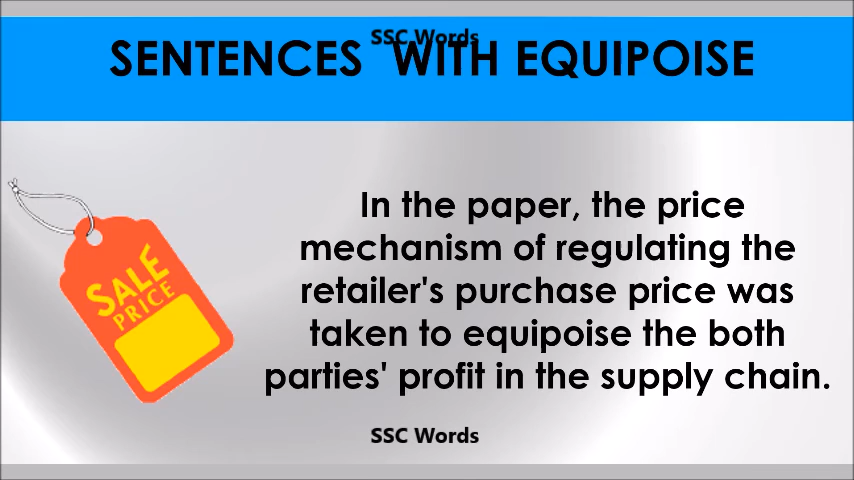 SSC Words
SENTENCES WITH EQUIPOISE
In the paper, the price
mechanism of regulating the
retailer's purchase price was
taken to equipoise the both
parties' profit in the supply chain.
SALE
PRICE
SSC Words